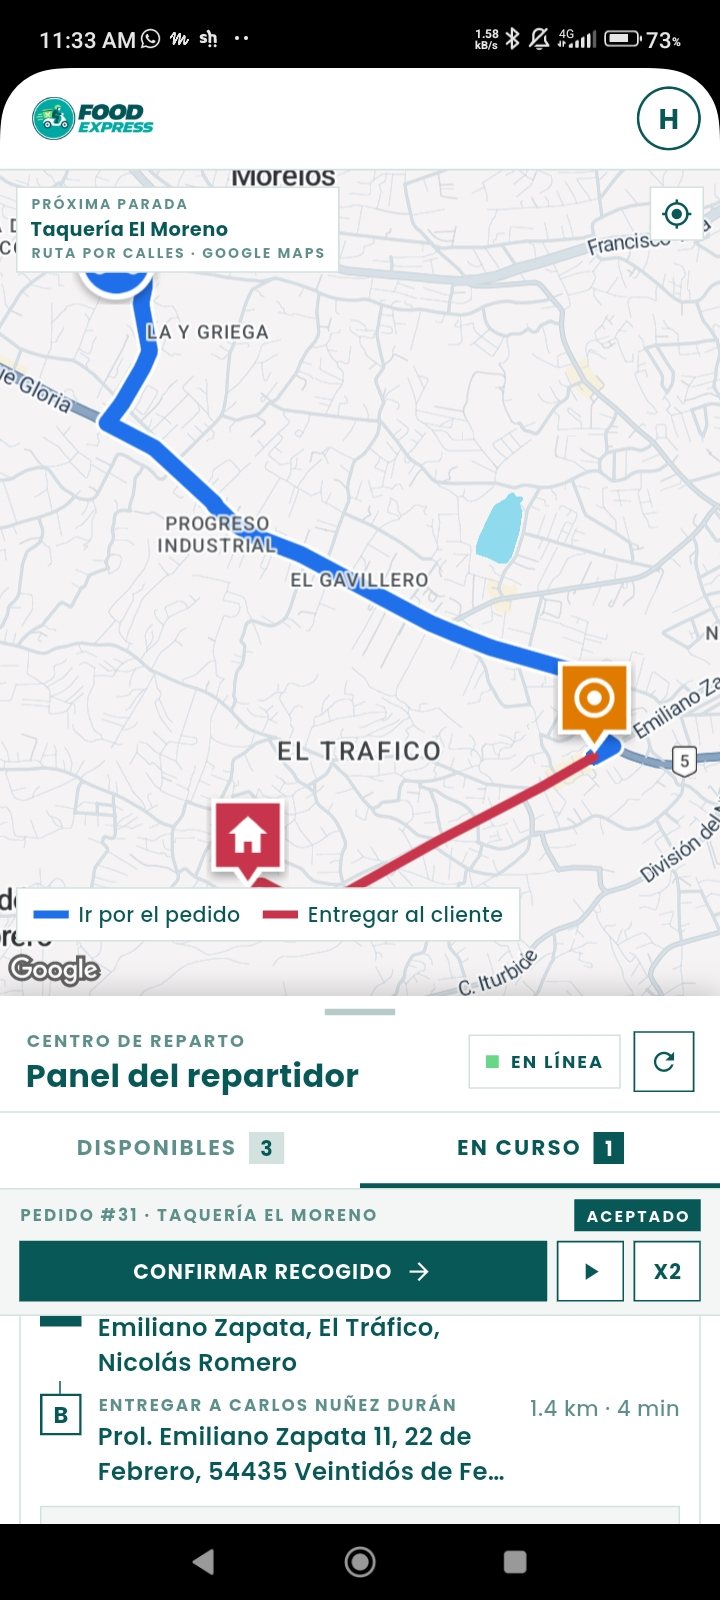 11:33 AM
1.58 kB/s 4G 73%
FOOD
EXPRESS
H
Morelos
PRÓXIMA PARADA
Taquería El Moreno
RUTA POR CALLES · GOOGLE MAPS
LA Y GRIEGA
PROGRESO
INDUSTRIAL
EL GAVILLERO
Emiliano Za
EL TRAFICO
5
División del N
Ir por el pedido
Entregar al cliente
Google
C. Iturbide
CENTRO DE REPARTO
Panel del repartidor
EN LÍNEA
DISPONIBLES 3
EN CURSO 1
PEDIDO #31 · TAQUERÍA EL MORENO
ACEPTADO
CONFIRMAR RECOGIDO →
X2
Emiliano Zapata, El Tráfico,
Nicolás Romero
B
ENTREGAR A CARLOS NUÑEZ DURÁN
1.4 km · 4 min
Prol. Emiliano Zapata 11, 22 de
Febrero, 54435 Veintidós de Fe...